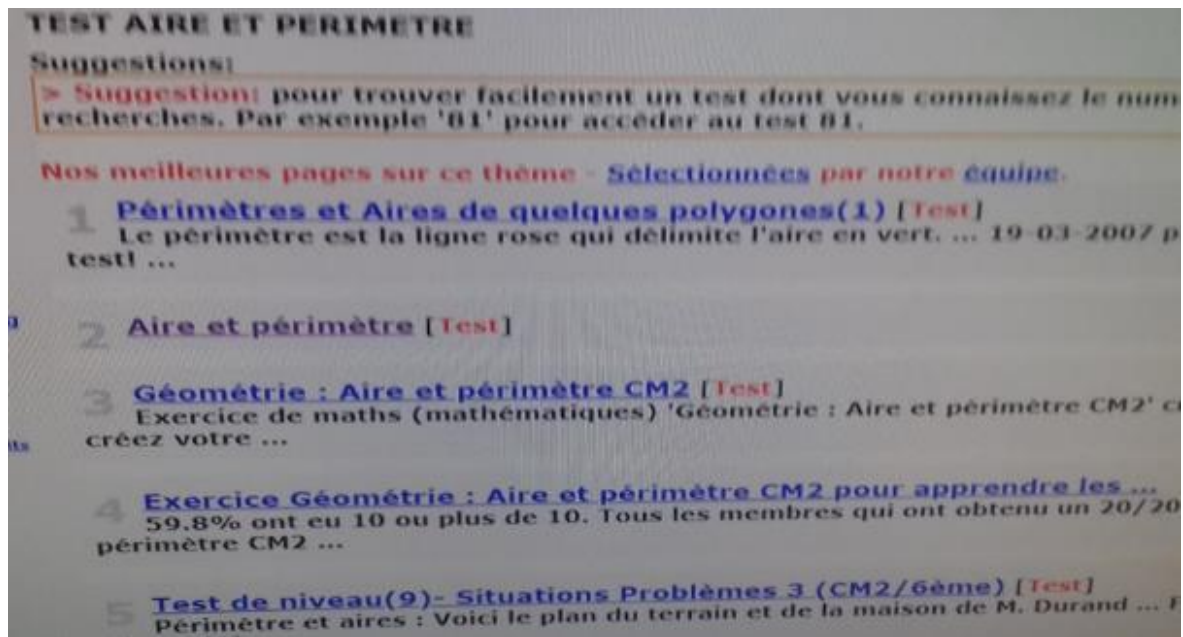 TEST AIRE ET PERIMETRE
Suggestions:
> Suggestion: pour trouver facilement un test dont vous connaissez le
recherches. Par exemple '81' pour accéder au test 81.
Nos meilleures pages sur ce thème - Sélectionnées par notre équipe.
1 Périmètres et Aires de quelques polygones(1) [Test]
Le périmètre est la ligne rose qui délimite l'aire en vert. ... 19-03-2007 p
test! ...
2 Aire et périmètre [Test]
3 Géométrie : Aire et périmètre CM2 [Test]
Exercice de maths (mathématiques) 'Géométrie : Aire et périmètre CM2'
créez votre ...
4 Exercice Géométrie : Aire et périmètre CM2 pour apprendre les ...
59.8% ont eu 10 ou plus de 10. Tous les membres qui ont obtenu un 20/20
périmètre CM2 ...
5 Test de niveau(9)- Situations Problèmes 3 (CM2/6ème) [Test]
Périmètre et aires : Voici le plan du terrain et de la maison de M. Durand ...